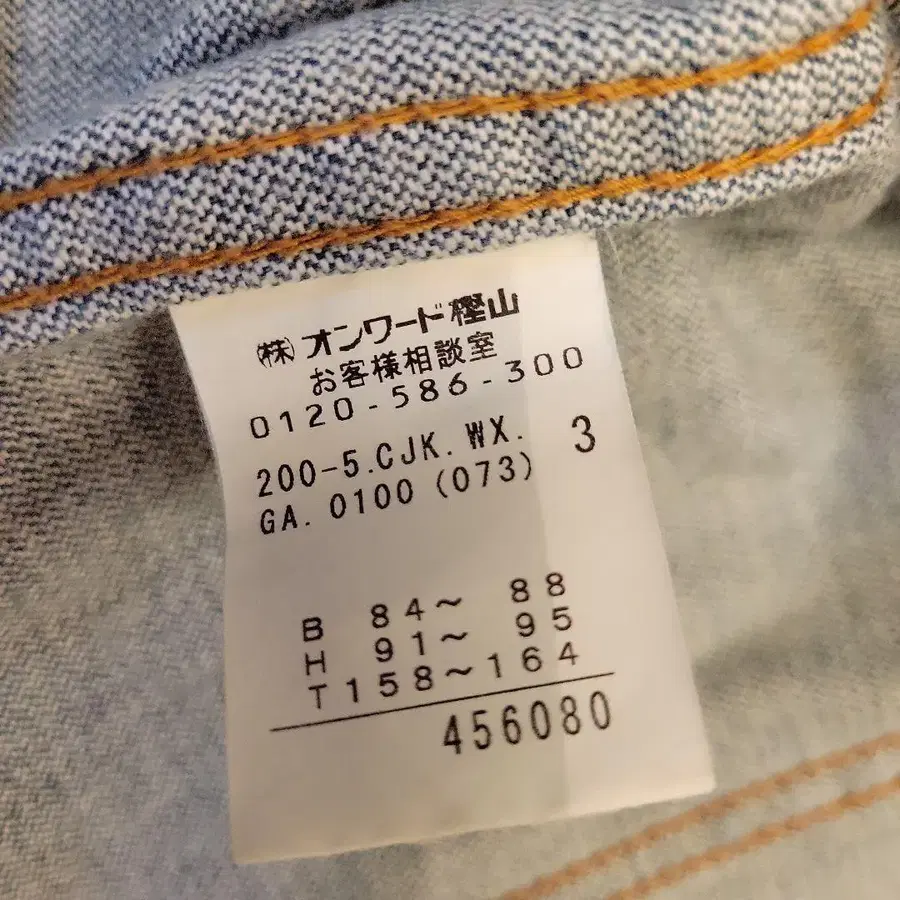 ㈱オンワード樫山
お客様相談室
0120-586-300
200-5.CJK.WX. 3
GA. 0100 (073)
B 84～ 88
H 91～ 95
T158～164
456080